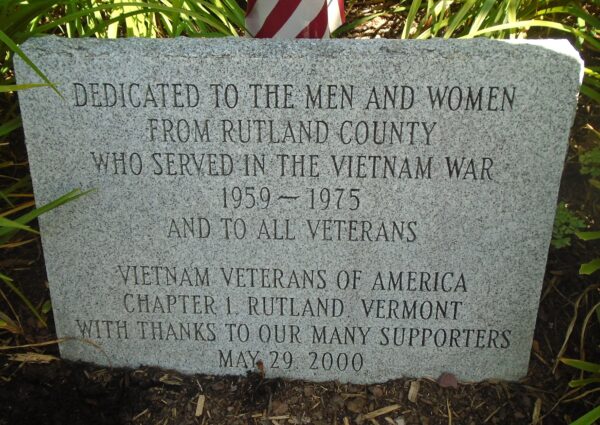 DEDICATED TO THE MEN AND WOMEN
FROM RUTLAND COUNTY
WHO SERVED IN THE VIETNAM WAR
1959 – 1975
AND TO ALL VETERANS
VIETNAM VETERANS OF AMERICA
CHAPTER 1, RUTLAND VERMONT
WITH THANKS TO OUR MANY SUPPORTERS
MAY 29 2000